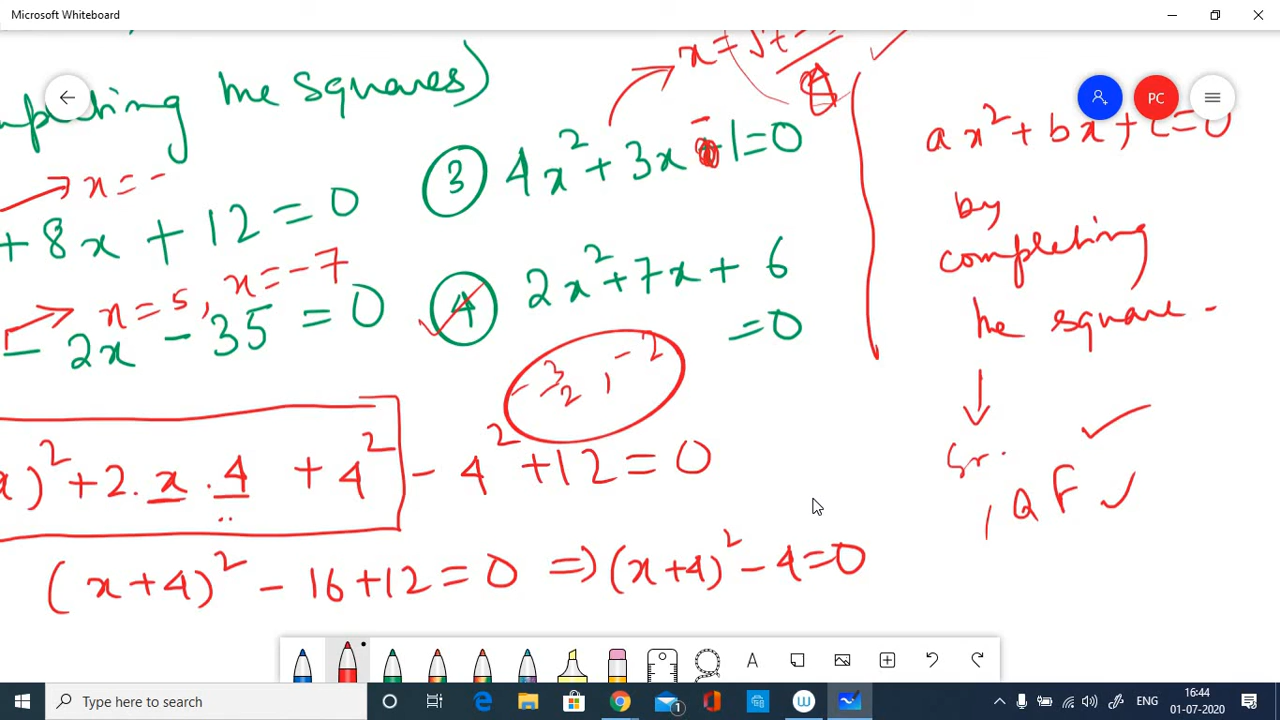 Microsoft Whiteboard
the squares)
x = -
+ 8x + 12 = 0
③ 4x² + 3x - 1 = 0
x = 5, x = -7
- 2x - 35 = 0
④ 2x² + 7x + 6
= 0
-3/2, -2
x)² + 2·x·4 + 4² - 4² + 12 = 0
(x+4)² - 16 + 12 = 0 ⇒ (x+4)² - 4 = 0
PC
ax² + bx + c = 0
by
completing
he square -
↓
QF ✓
Type here to search
1
W
ENG
16:44
01-07-2020